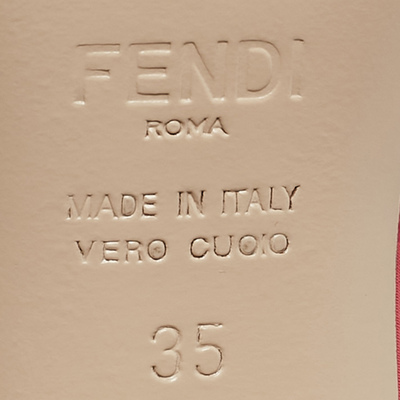 FENDI
ROMA
MADE IN ITALY
VERO CUOIO
35